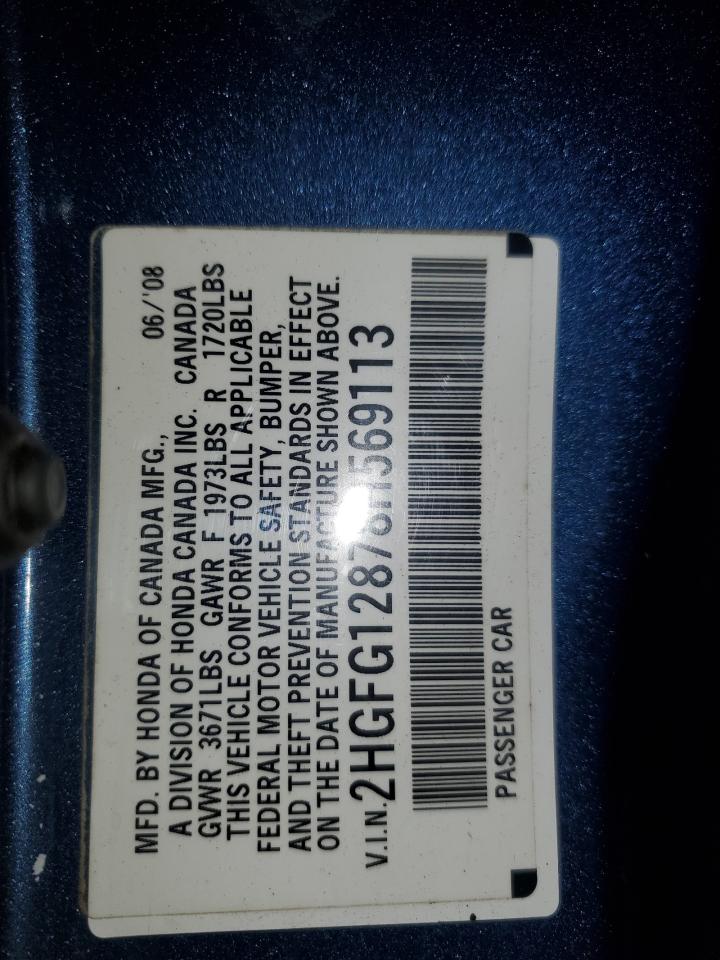 MFD. BY HONDA OF CANADA MFG., 06/'08
A DIVISION OF HONDA CANADA INC. CANADA
GVWR 3671LBS GAWR F 1973LBS R 1720LBS
THIS VEHICLE CONFORMS TO ALL APPLICABLE
FEDERAL MOTOR VEHICLE SAFETY, BUMPER,
AND THEFT PREVENTION STANDARDS IN EFFECT
ON THE DATE OF MANUFACTURE SHOWN ABOVE.
V.I.N. 2HGFG12878H569113
PASSENGER CAR